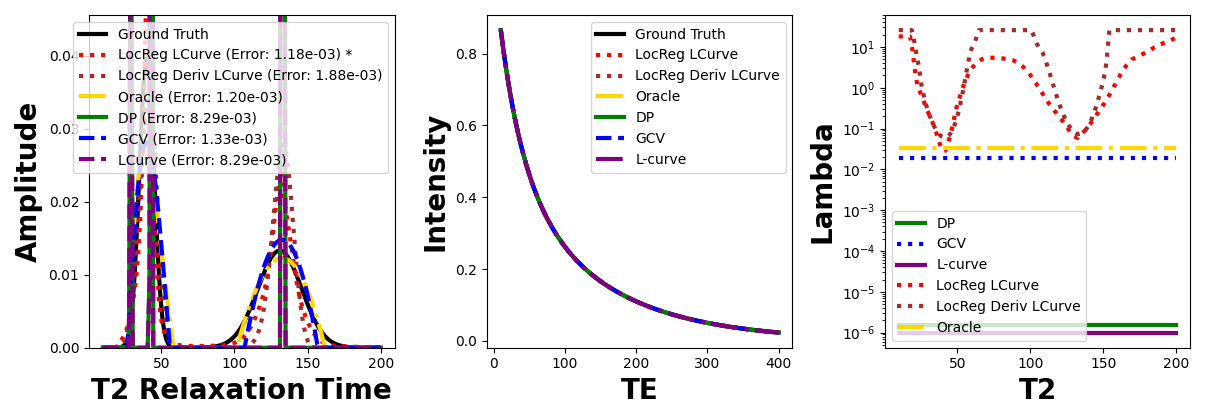 Amplitude
0.04
0.03
0.02
0.01
0.00
Ground Truth
LocReg LCurve (Error: 1.18e-03) *
LocReg Deriv LCurve (Error: 1.88e-03)
Oracle (Error: 1.20e-03)
DP (Error: 8.29e-03)
GCV (Error: 1.33e-03)
LCurve (Error: 8.29e-03)
50 100 150 200
T2 Relaxation Time
Intensity
0.8
0.6
0.4
0.2
0.0
Ground Truth
LocReg LCurve
LocReg Deriv LCurve
Oracle
DP
GCV
L-curve
0 100 200 300 400
TE
Lambda
10¹
10⁰
10⁻¹
10⁻²
10⁻³
10⁻⁴
10⁻⁵
10⁻⁶
DP
GCV
L-curve
LocReg LCurve
LocReg Deriv LCurve
Oracle
50 100 150 200
T2